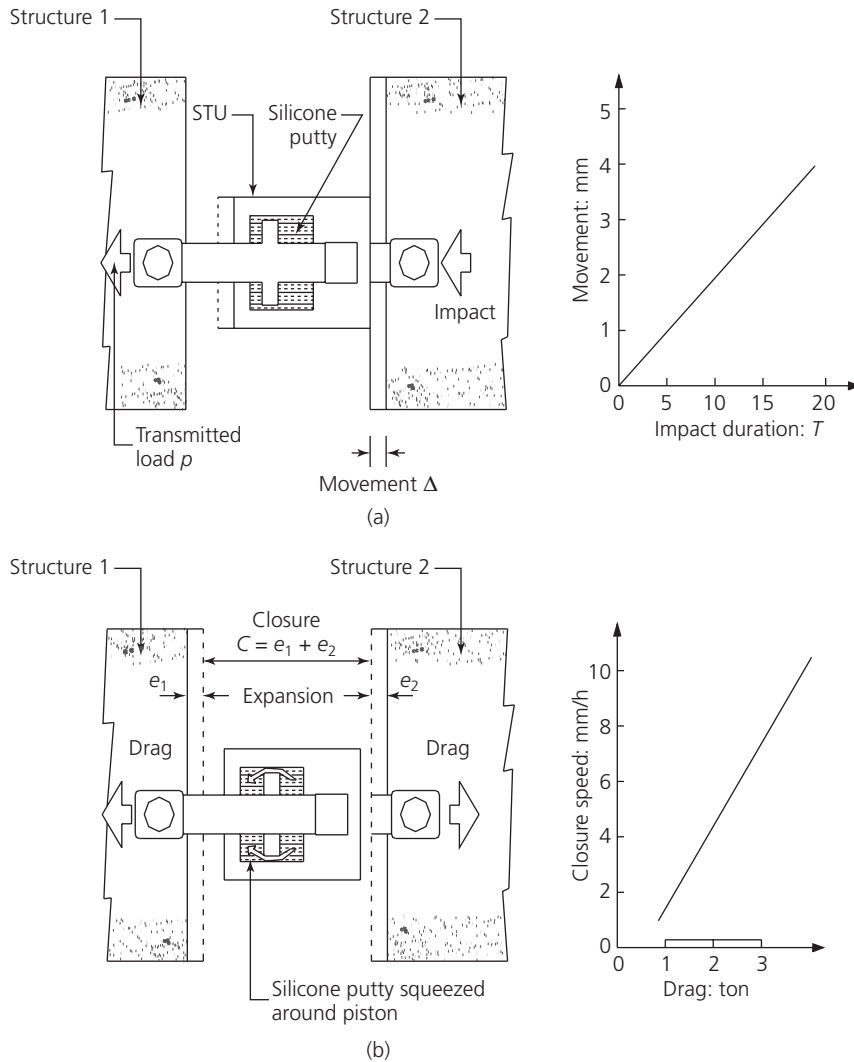 Structure 1
Structure 2
STU
Silicone
putty
Impact
Transmitted
load p
Movement Δ
(a)
Movement: mm
5
4
3
2
1
0
0 5 10 15 20
Impact duration: T
Structure 1
Structure 2
Closure
C = e1 + e2
e1
Expansion
e2
Drag
Drag
Silicone putty squeezed
around piston
(b)
Closure speed: mm/h
10
8
6
4
2
0
0 1 2 3
Drag: ton